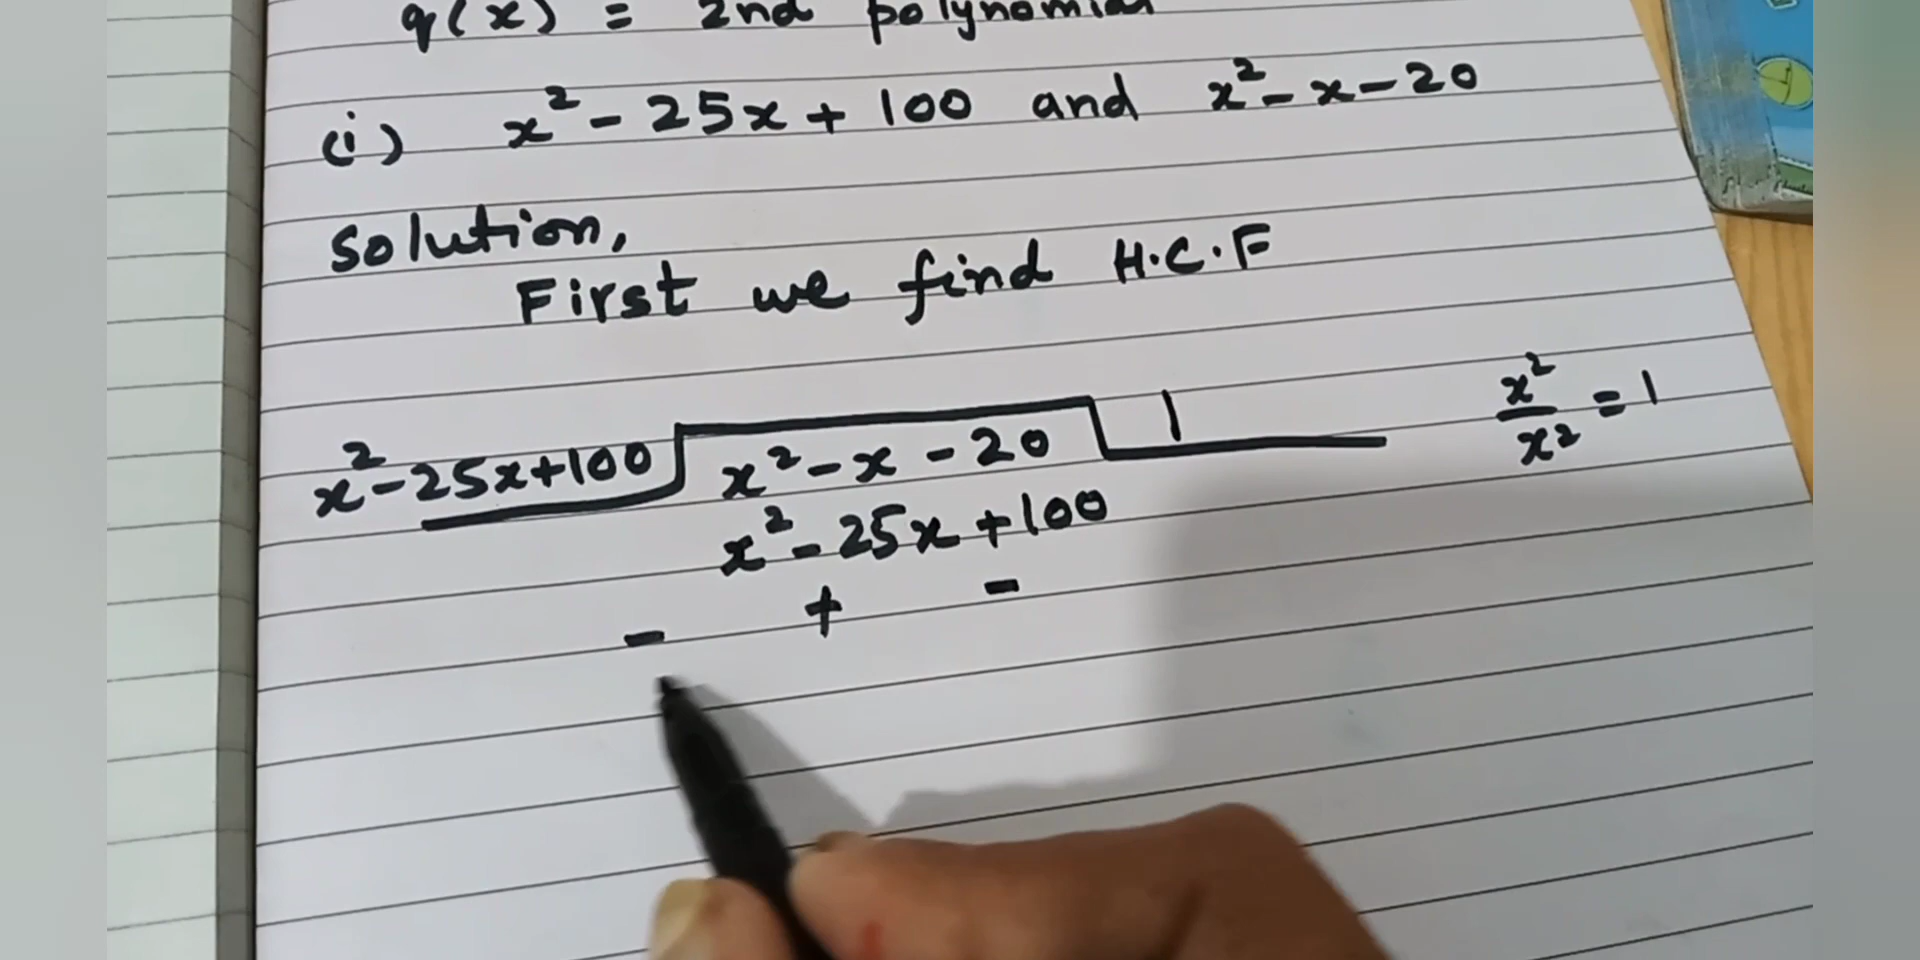 q(x) = 2nd polynomial
(i) x² - 25x + 100 and x² - x - 20
Solution,
First we find H.C.F
x² - 25x + 100 x² - x - 20 1 x²/x² = 1
x² - 25x + 100
- + -